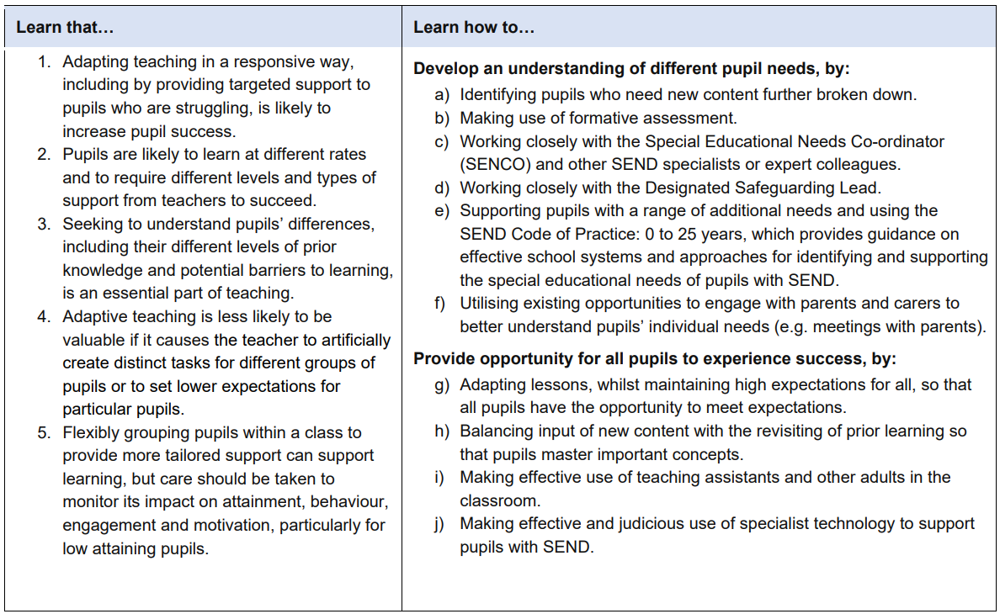 Learn that…
1. Adapting teaching in a responsive way,
including by providing targeted support to
pupils who are struggling, is likely to
increase pupil success.
2. Pupils are likely to learn at different rates
and to require different levels and types of
support from teachers to succeed.
3. Seeking to understand pupils’ differences,
including their different levels of prior
knowledge and potential barriers to learning,
is an essential part of teaching.
4. Adaptive teaching is less likely to be
valuable if it causes the teacher to artificially
create distinct tasks for different groups of
pupils or to set lower expectations for
particular pupils.
5. Flexibly grouping pupils within a class to
provide more tailored support can support
learning, but care should be taken to
monitor its impact on attainment, behaviour,
engagement and motivation, particularly for
low attaining pupils.
Learn how to…
Develop an understanding of different pupil needs, by:
a) Identifying pupils who need new content further broken down.
b) Making use of formative assessment.
c) Working closely with the Special Educational Needs Co-ordinator
(SENCO) and other SEND specialists or expert colleagues.
d) Working closely with the Designated Safeguarding Lead.
e) Supporting pupils with a range of additional needs and using the
SEND Code of Practice: 0 to 25 years, which provides guidance on
effective school systems and approaches for identifying and supporting
the special educational needs of pupils with SEND.
f) Utilising existing opportunities to engage with parents and carers to
better understand pupils’ individual needs (e.g. meetings with parents).
Provide opportunity for all pupils to experience success, by:
g) Adapting lessons, whilst maintaining high expectations for all, so that
all pupils have the opportunity to meet expectations.
h) Balancing input of new content with the revisiting of prior learning so
that pupils master important concepts.
i) Making effective use of teaching assistants and other adults in the
classroom.
j) Making effective and judicious use of specialist technology to support
pupils with SEND.